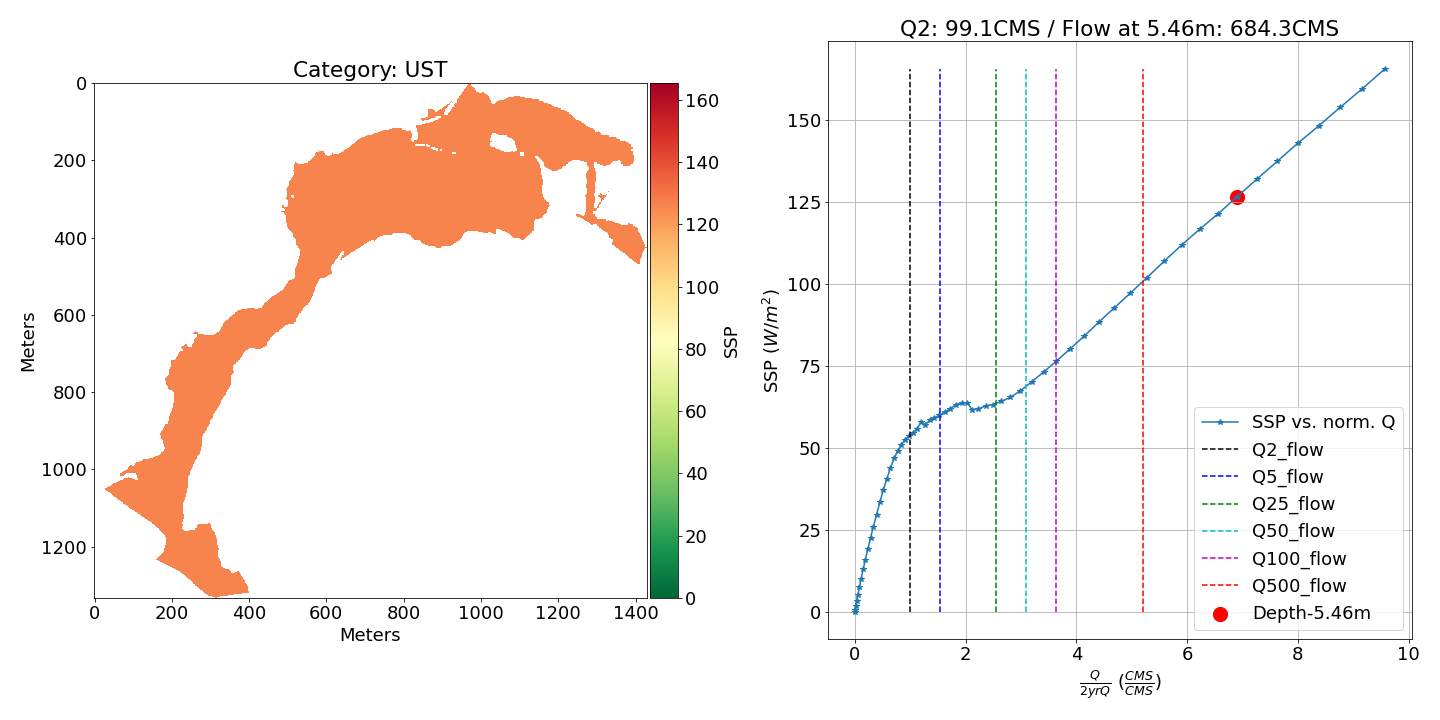 Category: UST
0
200
400
600
800
1000
1200
Meters
0 200 400 600 800 1000 1200 1400
Meters
160
140
120
100
80
60
40
20
0
SSP
Q2: 99.1CMS / Flow at 5.46m: 684.3CMS
150
125
100
75
50
25
0
SSP (W/m²)
SSP vs. norm. Q
Q2_flow
Q5_flow
Q25_flow
Q50_flow
Q100_flow
Q500_flow
Depth-5.46m
0 2 4 6 8 10
Q/2yrQ (CMS/CMS)